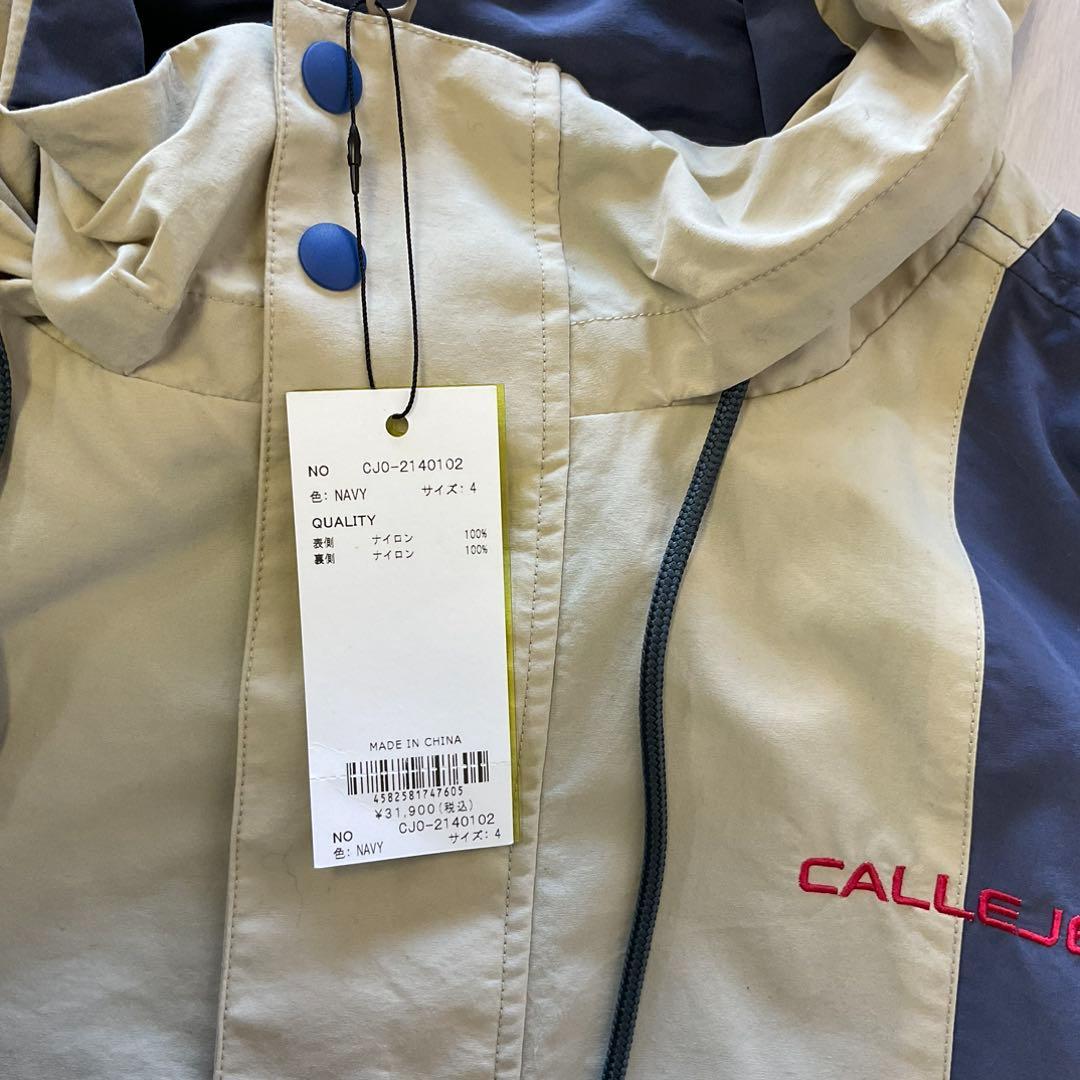 NO CJO-2140102
色: NAVY サイズ: 4
QUALITY
表側 ナイロン 100%
裏側 ナイロン 100%
MADE IN CHINA
4582581747605
¥31,900(税込)
NO CJO-2140102
色: NAVY サイズ: 4
CALLEJ